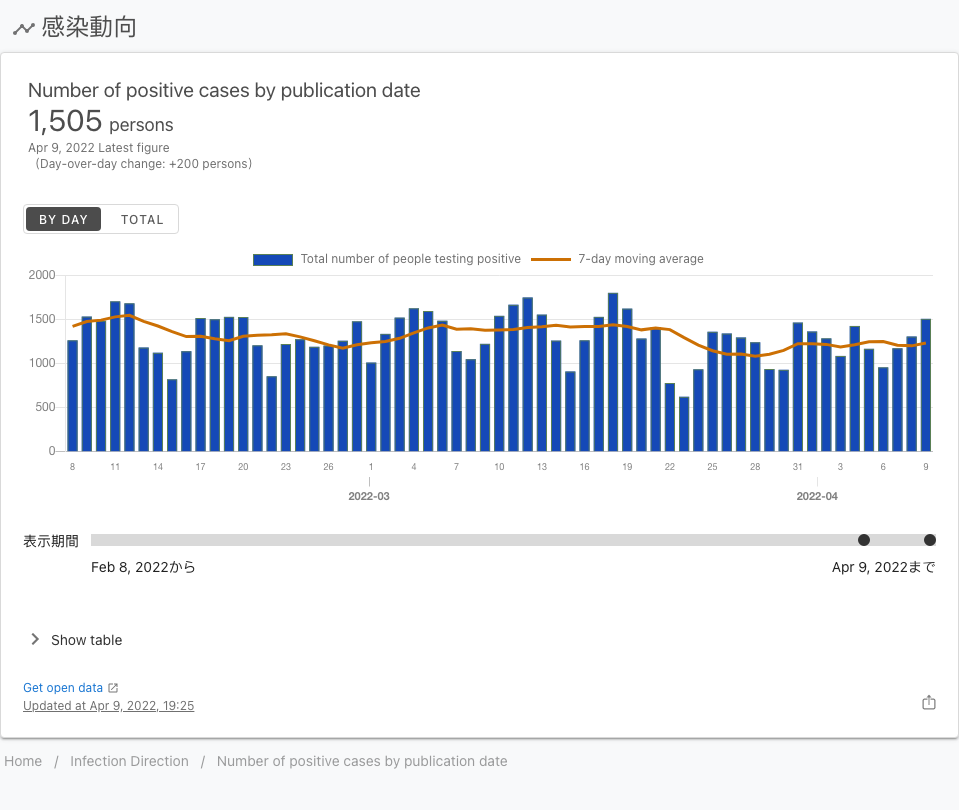 感染動向
Number of positive cases by publication date
1,505 persons
Apr 9, 2022 Latest figure
（Day-over-day change: +200 persons）
BY DAY TOTAL
Total number of people testing positive 7-day moving average
2000
1500
1000
500
0
8 11 14 17 20 23 26 1 4 7 10 13 16 19 22 25 28 31 3 6 9
2022-03 2022-04
表示期間
Feb 8, 2022から Apr 9, 2022まで
Show table
Get open data
Updated at Apr 9, 2022, 19:25
Home / Infection Direction / Number of positive cases by publication date